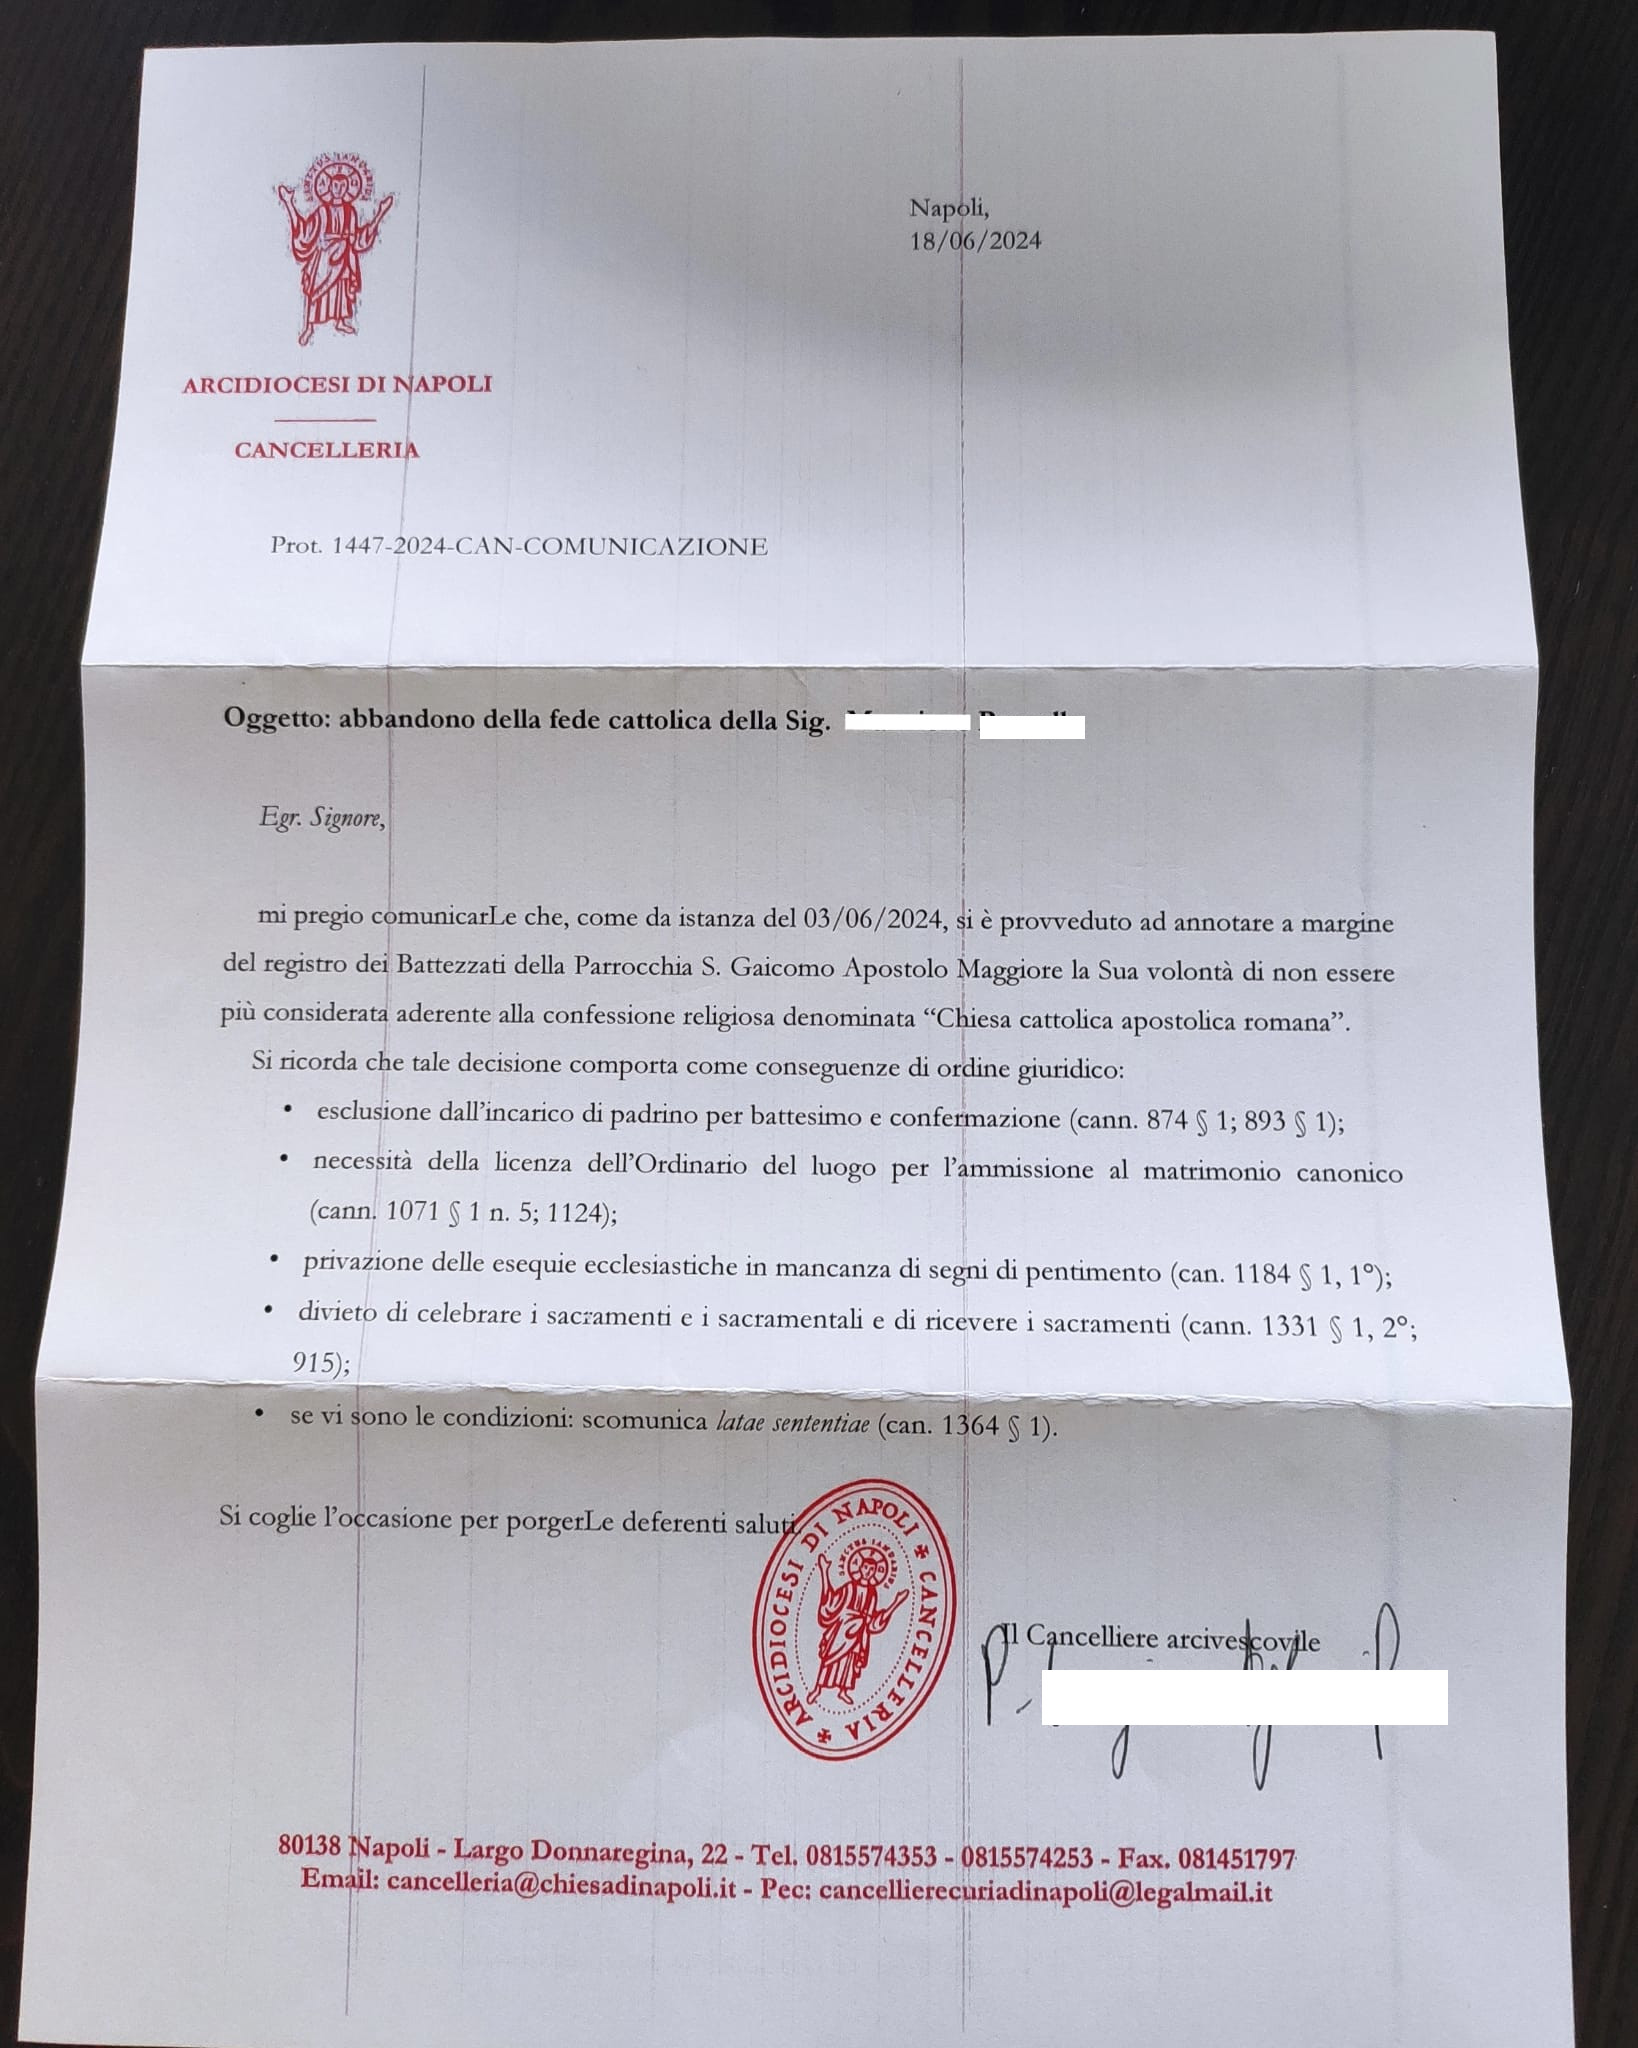 Napoli,
18/06/2024
SANCTUS IANUARIUS
ARCIDIOCESI DI NAPOLI
CANCELLERIA
Prot. 1447-2024-CAN-COMUNICAZIONE
Oggetto: abbandono della fede cattolica della Sig.
Egr. Signore,
mi pregio comunicarLe che, come da istanza del 03/06/2024, si è provveduto ad annotare a margine
del registro dei Battezzati della Parrocchia S. Gaicomo Apostolo Maggiore la Sua volontà di non essere
più considerata aderente alla confessione religiosa denominata “Chiesa cattolica apostolica romana”.
Si ricorda che tale decisione comporta come conseguenze di ordine giuridico:
• esclusione dall’incarico di padrino per battesimo e confermazione (cann. 874 § 1; 893 § 1);
• necessità della licenza dell’Ordinario del luogo per l’ammissione al matrimonio canonico
(cann. 1071 § 1 n. 5; 1124);
• privazione delle esequie ecclesiastiche in mancanza di segni di pentimento (can. 1184 § 1, 1°);
• divieto di celebrare i sacramenti e i sacramentali e di ricevere i sacramenti (cann. 1331 § 1, 2°;
915);
• se vi sono le condizioni: scomunica latae sententiae (can. 1364 § 1).
Si coglie l’occasione per porgerLe deferenti saluti.
ARCIDIOCESI DI NAPOLI ✠ CANCELLERIA ✠
SANCTUS IANUARIUS
Il Cancelliere arcivescovile
80138 Napoli - Largo Donnaregina, 22 - Tel. 0815574353 - 0815574253 - Fax. 081451797
Email: cancelleria@chiesadinapoli.it - Pec: cancellierecuriadinapoli@legalmail.it